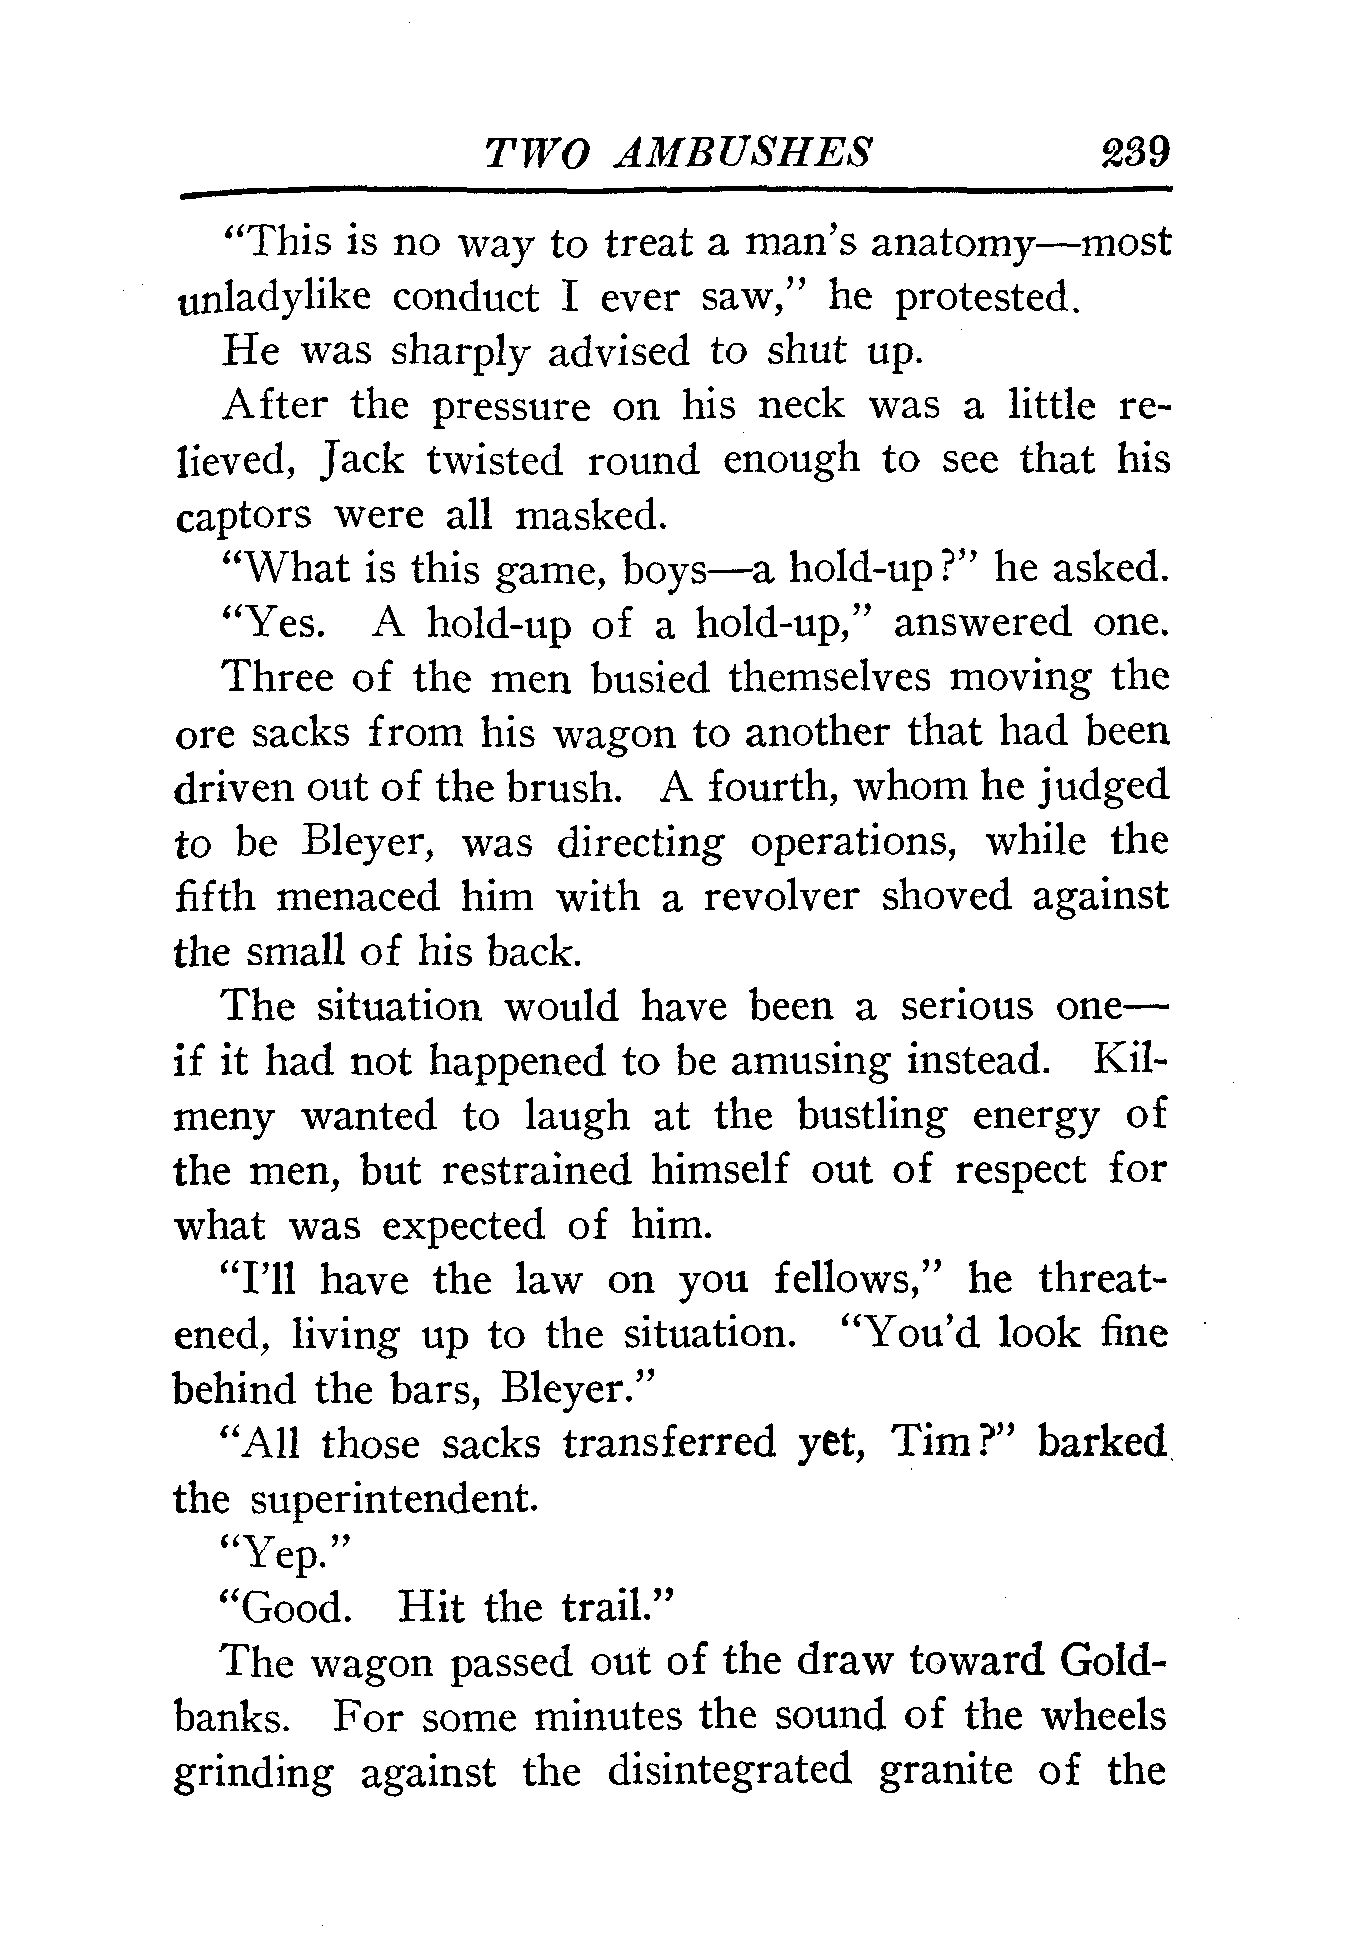 TWO AMBUSHES 239
“This is no way to treat a man’s anatomy—most
unladylike conduct I ever saw,” he protested.
He was sharply advised to shut up.
After the pressure on his neck was a little re-
lieved, Jack twisted round enough to see that his
captors were all masked.
“What is this game, boys—a hold-up?” he asked.
“Yes. A hold-up of a hold-up,” answered one.
Three of the men busied themselves moving the
ore sacks from his wagon to another that had been
driven out of the brush. A fourth, whom he judged
to be Bleyer, was directing operations, while the
fifth menaced him with a revolver shoved against
the small of his back.
The situation would have been a serious one—
if it had not happened to be amusing instead. Kil-
meny wanted to laugh at the bustling energy of
the men, but restrained himself out of respect for
what was expected of him.
“I’ll have the law on you fellows,” he threat-
ened, living up to the situation. “You’d look fine
behind the bars, Bleyer.”
“All those sacks transferred yet, Tim?” barked
the superintendent.
“Yep.”
“Good. Hit the trail.”
The wagon passed out of the draw toward Gold-
banks. For some minutes the sound of the wheels
grinding against the disintegrated granite of the